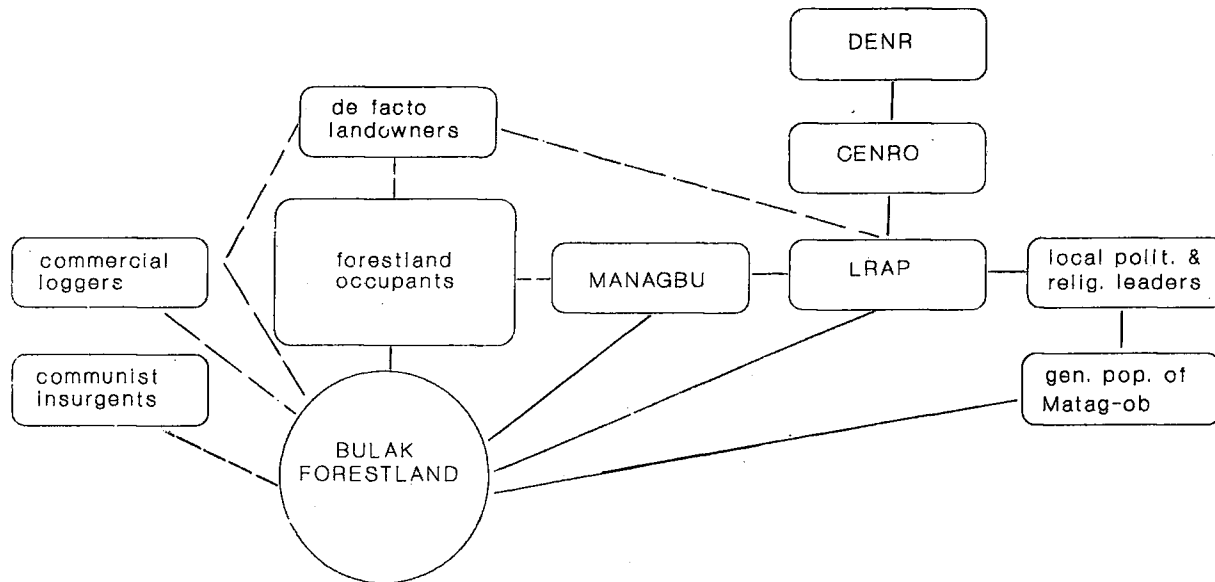 DENR
de facto
landowners
CENRO
commercial
loggers
forestland
occupants
MANAGBU
LRAP
local polit. &
relig. leaders
communist
insurgents
gen. pop. of
Matag-ob
BULAK
FORESTLAND